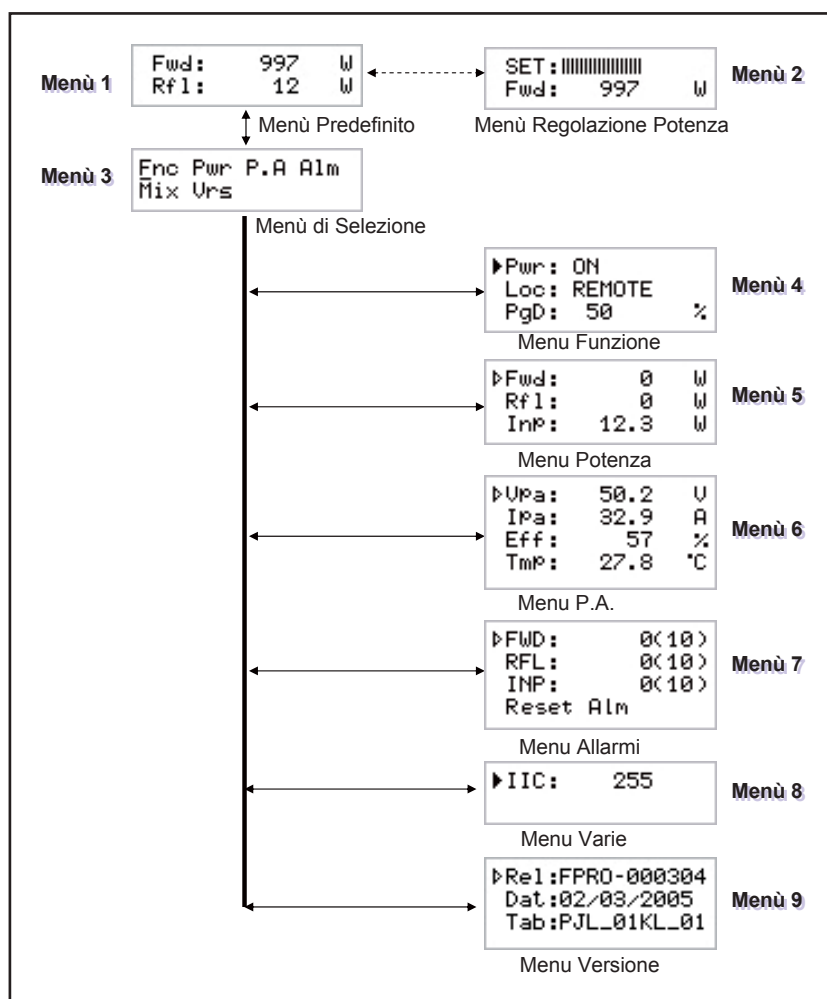 Menù 1
Fwd: 997 W
Rfl: 12 W
SET:
Fwd: 997 W
Menù 2
Menù Predefinito
Menù Regolazione Potenza
Menù 3
Fnc Pwr P.A Alm
Mix Vrs
Menù di Selezione
Pwr: ON
Loc: REMOTE
PgD: 50 %
Menù 4
Menu Funzione
Fwd: 0 W
Rfl: 0 W
Inp: 12.3 W
Menù 5
Menu Potenza
Vpa: 50.2 V
Ipa: 32.9 A
Eff: 57 %
Tmp: 27.8 °C
Menù 6
Menu P.A.
FWD: 0(10)
RFL: 0(10)
INP: 0(10)
Reset Alm
Menù 7
Menu Allarmi
IIC: 255
Menù 8
Menu Varie
Rel:FPRO-000304
Dat:02/03/2005
Tab:PJL_01KL_01
Menù 9
Menu Versione